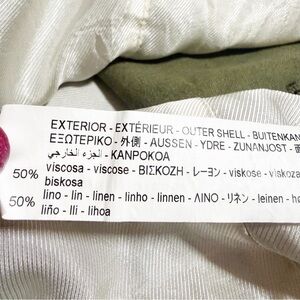 EXTERIOR - EXTÉRIEUR - OUTER SHELL - BUITENKAN
ΕΞΩΤΕΡΙΚΟ - 外側 - AUSSEN - YDRE - ZUNANJOST -
الجزء الخارجي - KANPOKOA
50% viscosa - viscose - ΒΙΣΚΟΖΗ - レーヨン - viskose - viskoza
biskosa
50% lino - lin - linen - linho - linnen - ΛΙΝΟ - リネン - leinen - h
liño - lli - lihoa